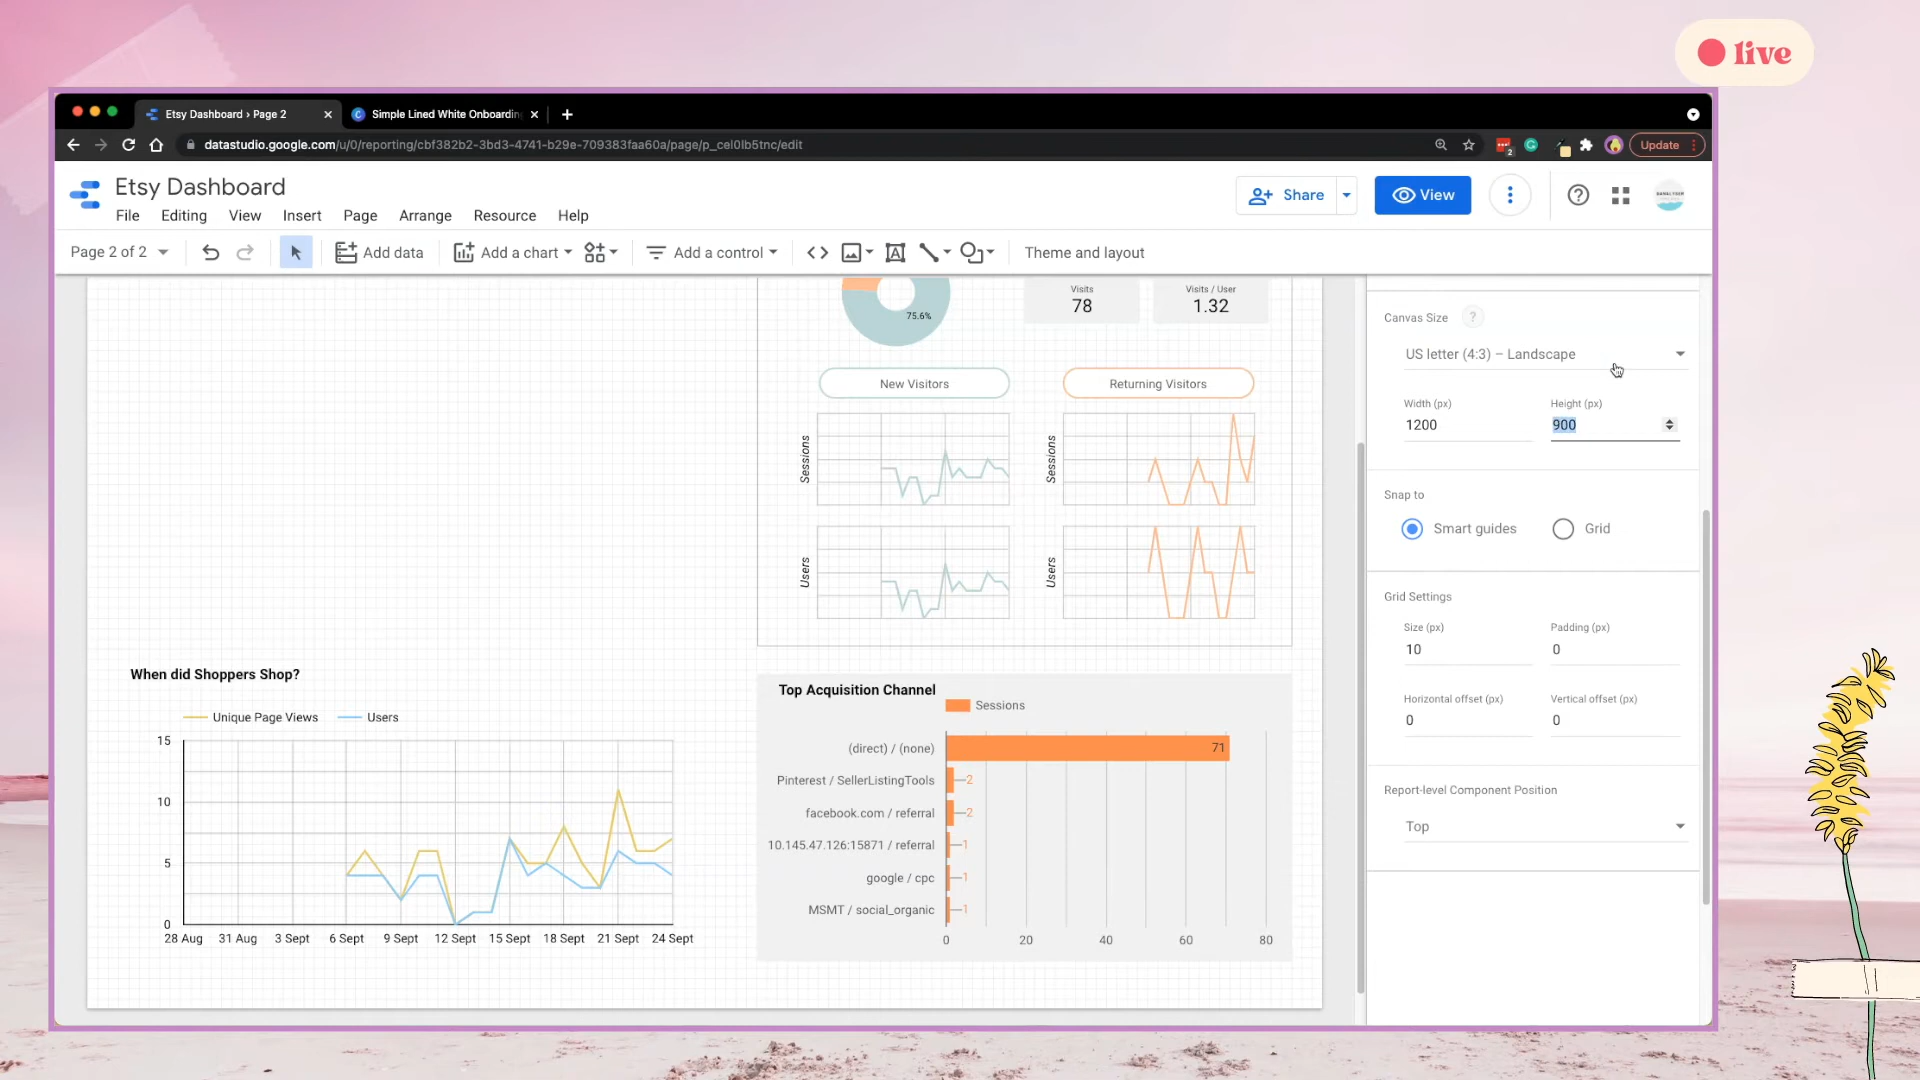 live
Etsy Dashboard › Page 2
Simple Lined White Onboardin
datastudio.google.com/u/0/reporting/cbf382b2-3bd3-4741-b29e-709383faa60a/page/p_cel0lb5tnc/edit
2
Update
Etsy Dashboard
Share
View
File Editing View Insert Page Arrange Resource Help
Page 2 of 2
Add data
Add a chart
Add a control
Theme and layout
75.6%
Visits
78
Visits / User
1.32
New Visitors
Returning Visitors
Sessions
Sessions
Users
Users
When did Shoppers Shop?
Unique Page Views Users
15
10
5
0
28 Aug 31 Aug 3 Sept 6 Sept 9 Sept 12 Sept 15 Sept 18 Sept 21 Sept 24 Sept
Top Acquisition Channel
Sessions
(direct) / (none) 71
Pinterest / SellerListingTools 2
facebook.com / referral 2
10.145.47.126:15871 / referral 1
google / cpc 1
MSMT / social_organic 1
0 20 40 60 80
Canvas Size ?
US letter (4:3) – Landscape
Width (px) Height (px)
1200 900
Snap to
Smart guides Grid
Grid Settings
Size (px) Padding (px)
10 0
Horizontal offset (px) Vertical offset (px)
0 0
Report-level Component Position
Top